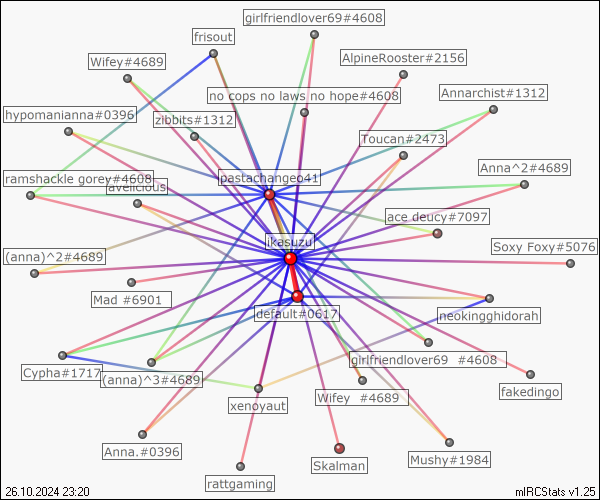 girlfriendlover69#4608
frisout
AlpineRooster#2156
Wifey#4689
Annarchist#1312
no cops no laws no hope#4608
hypomanianna#0396
zibbits#1312
Toucan#2473
Anna^2#4689
pastachangeo41
ramshackle gorey#4608
avelicious
ace deucy#7097
ikasuzu
Soxy Foxy#5076
(anna)^2#4689
Mad #6901
default#0617
neokingghidorah
girlfriendlover69 #4608
Cypha#1717
(anna)^3#4689
fakedingo
Wifey #4689
xenoyaut
Anna.#0396
Mushy#1984
Skalman
rattgaming
26.10.2024 23:20
mIRCStats v1.25